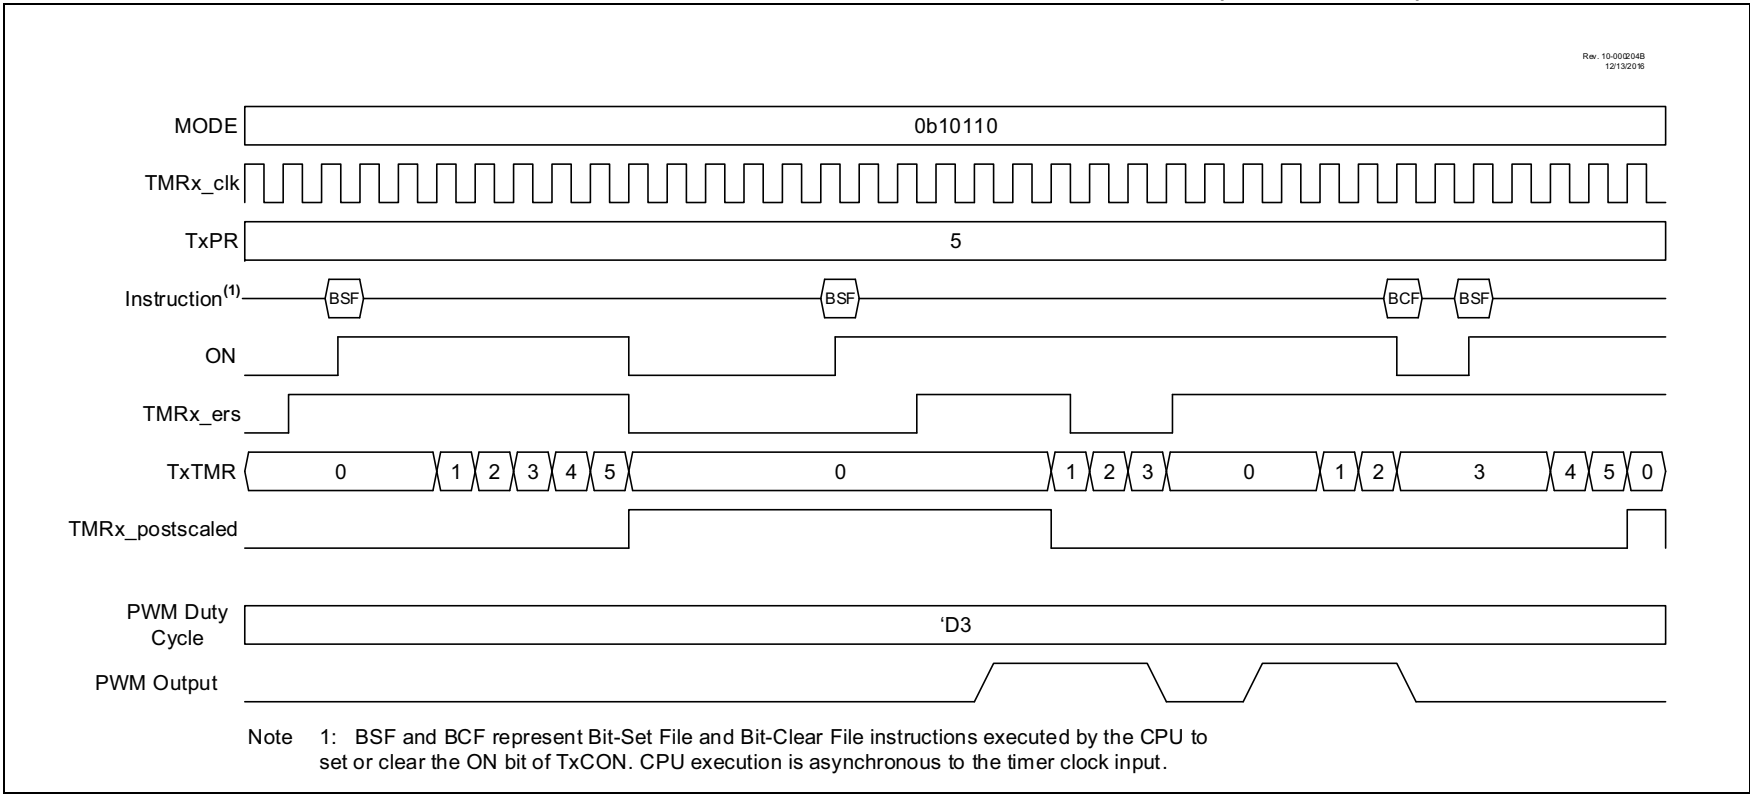 Rev. 10-000204B
12/13/2016
MODE 0b10110
TMRx_clk
TxPR 5
Instruction(1) BSF BSF BCF BSF
ON
TMRx_ers
TxTMR 0 1 2 3 4 5 0 1 2 3 0 1 2 3 4 5 0
TMRx_postscaled
PWM Duty
Cycle 'D3
PWM Output
Note 1: BSF and BCF represent Bit-Set File and Bit-Clear File instructions executed by the CPU to
set or clear the ON bit of TxCON. CPU execution is asynchronous to the timer clock input.